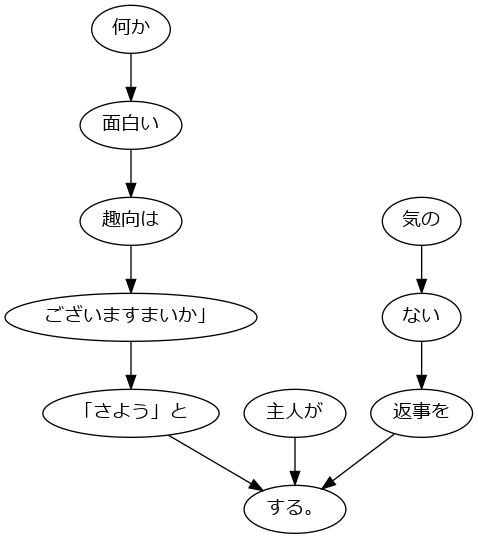 何か
面白い
趣向は
気の
ございますまいか」
ない
「さよう」と
主人が
返事を
する。